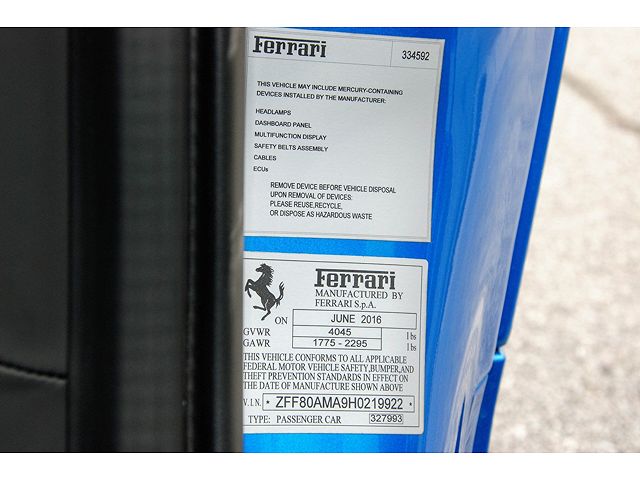 Ferrari 334592
THIS VEHICLE MAY INCLUDE MERCURY-CONTAINING
DEVICES INSTALLED BY THE MANUFACTURER:
HEADLAMPS
DASHBOARD PANEL
MULTIFUNCTION DISPLAY
SAFETY BELTS ASSEMBLY
CABLES
ECUs
REMOVE DEVICE BEFORE VEHICLE DISPOSAL
UPON REMOVAL OF DEVICES:
PLEASE REUSE,RECYCLE,
OR DISPOSE AS HAZARDOUS WASTE
Ferrari
MANUFACTURED BY
FERRARI S.p.A.
ON JUNE 2016
GVWR 4045 lbs
GAWR 1775 - 2295 lbs
THIS VEHICLE CONFORMS TO ALL APPLICABLE
FEDERAL MOTOR VEHICLE SAFETY,BUMPER,AND
THEFT PREVENTION STANDARDS IN EFFECT ON
THE DATE OF MANUFACTURE SHOWN ABOVE
V.I.N. * ZFF80AMA9H0219922 *
TYPE: PASSENGER CAR 327993